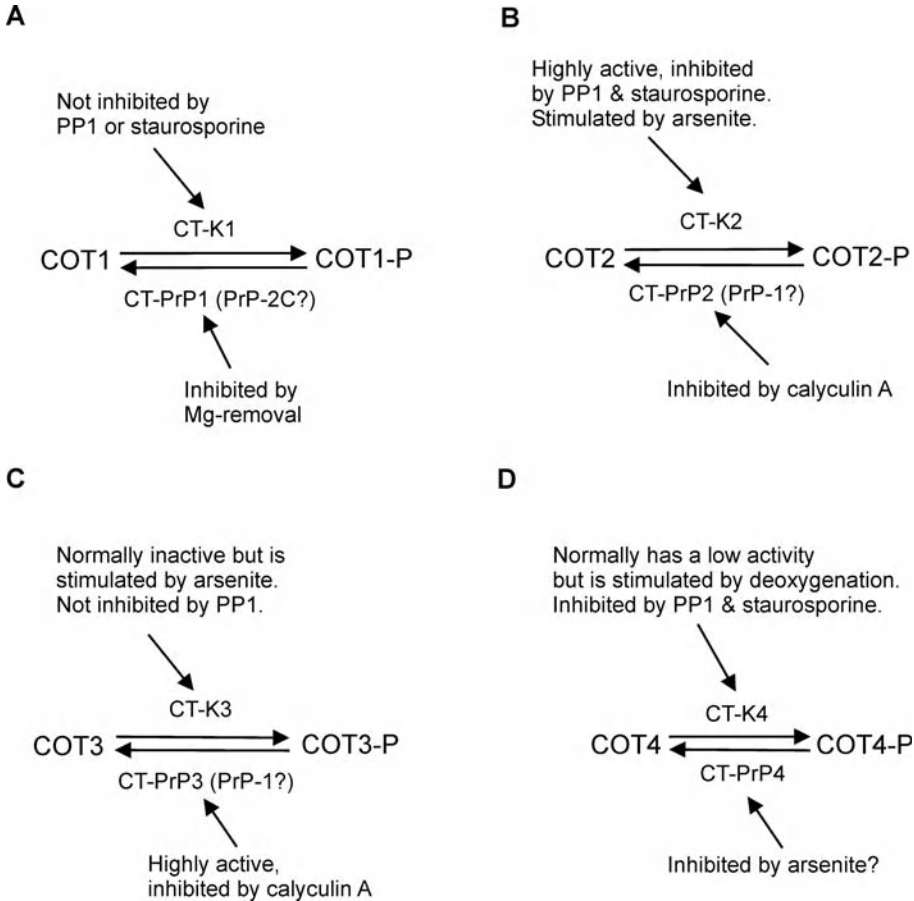 A
Not inhibited by
PP1 or staurosporine
CT-K1
COT1
COT1-P
CT-PrP1 (PrP-2C?)
Inhibited by
Mg-removal
B
Highly active, inhibited
by PP1 & staurosporine.
Stimulated by arsenite.
CT-K2
COT2
COT2-P
CT-PrP2 (PrP-1?)
Inhibited by calyculin A
C
Normally inactive but is
stimulated by arsenite.
Not inhibited by PP1.
CT-K3
COT3
COT3-P
CT-PrP3 (PrP-1?)
Highly active,
inhibited by calyculin A
D
Normally has a low activity
but is stimulated by deoxygenation.
Inhibited by PP1 & staurosporine.
CT-K4
COT4
COT4-P
CT-PrP4
Inhibited by arsenite?